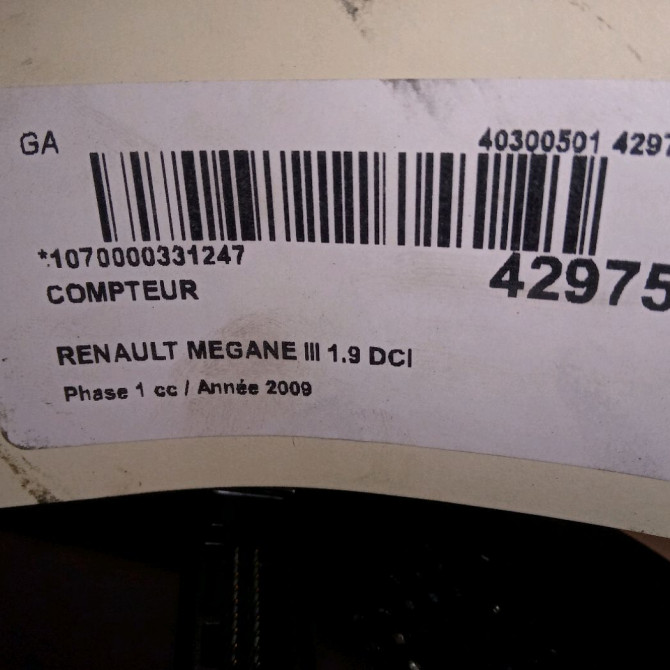 GA 40300501 4297
*1070000331247
COMPTEUR 42975
RENAULT MEGANE III 1.9 DCI
Phase 1 cc / Année 2009